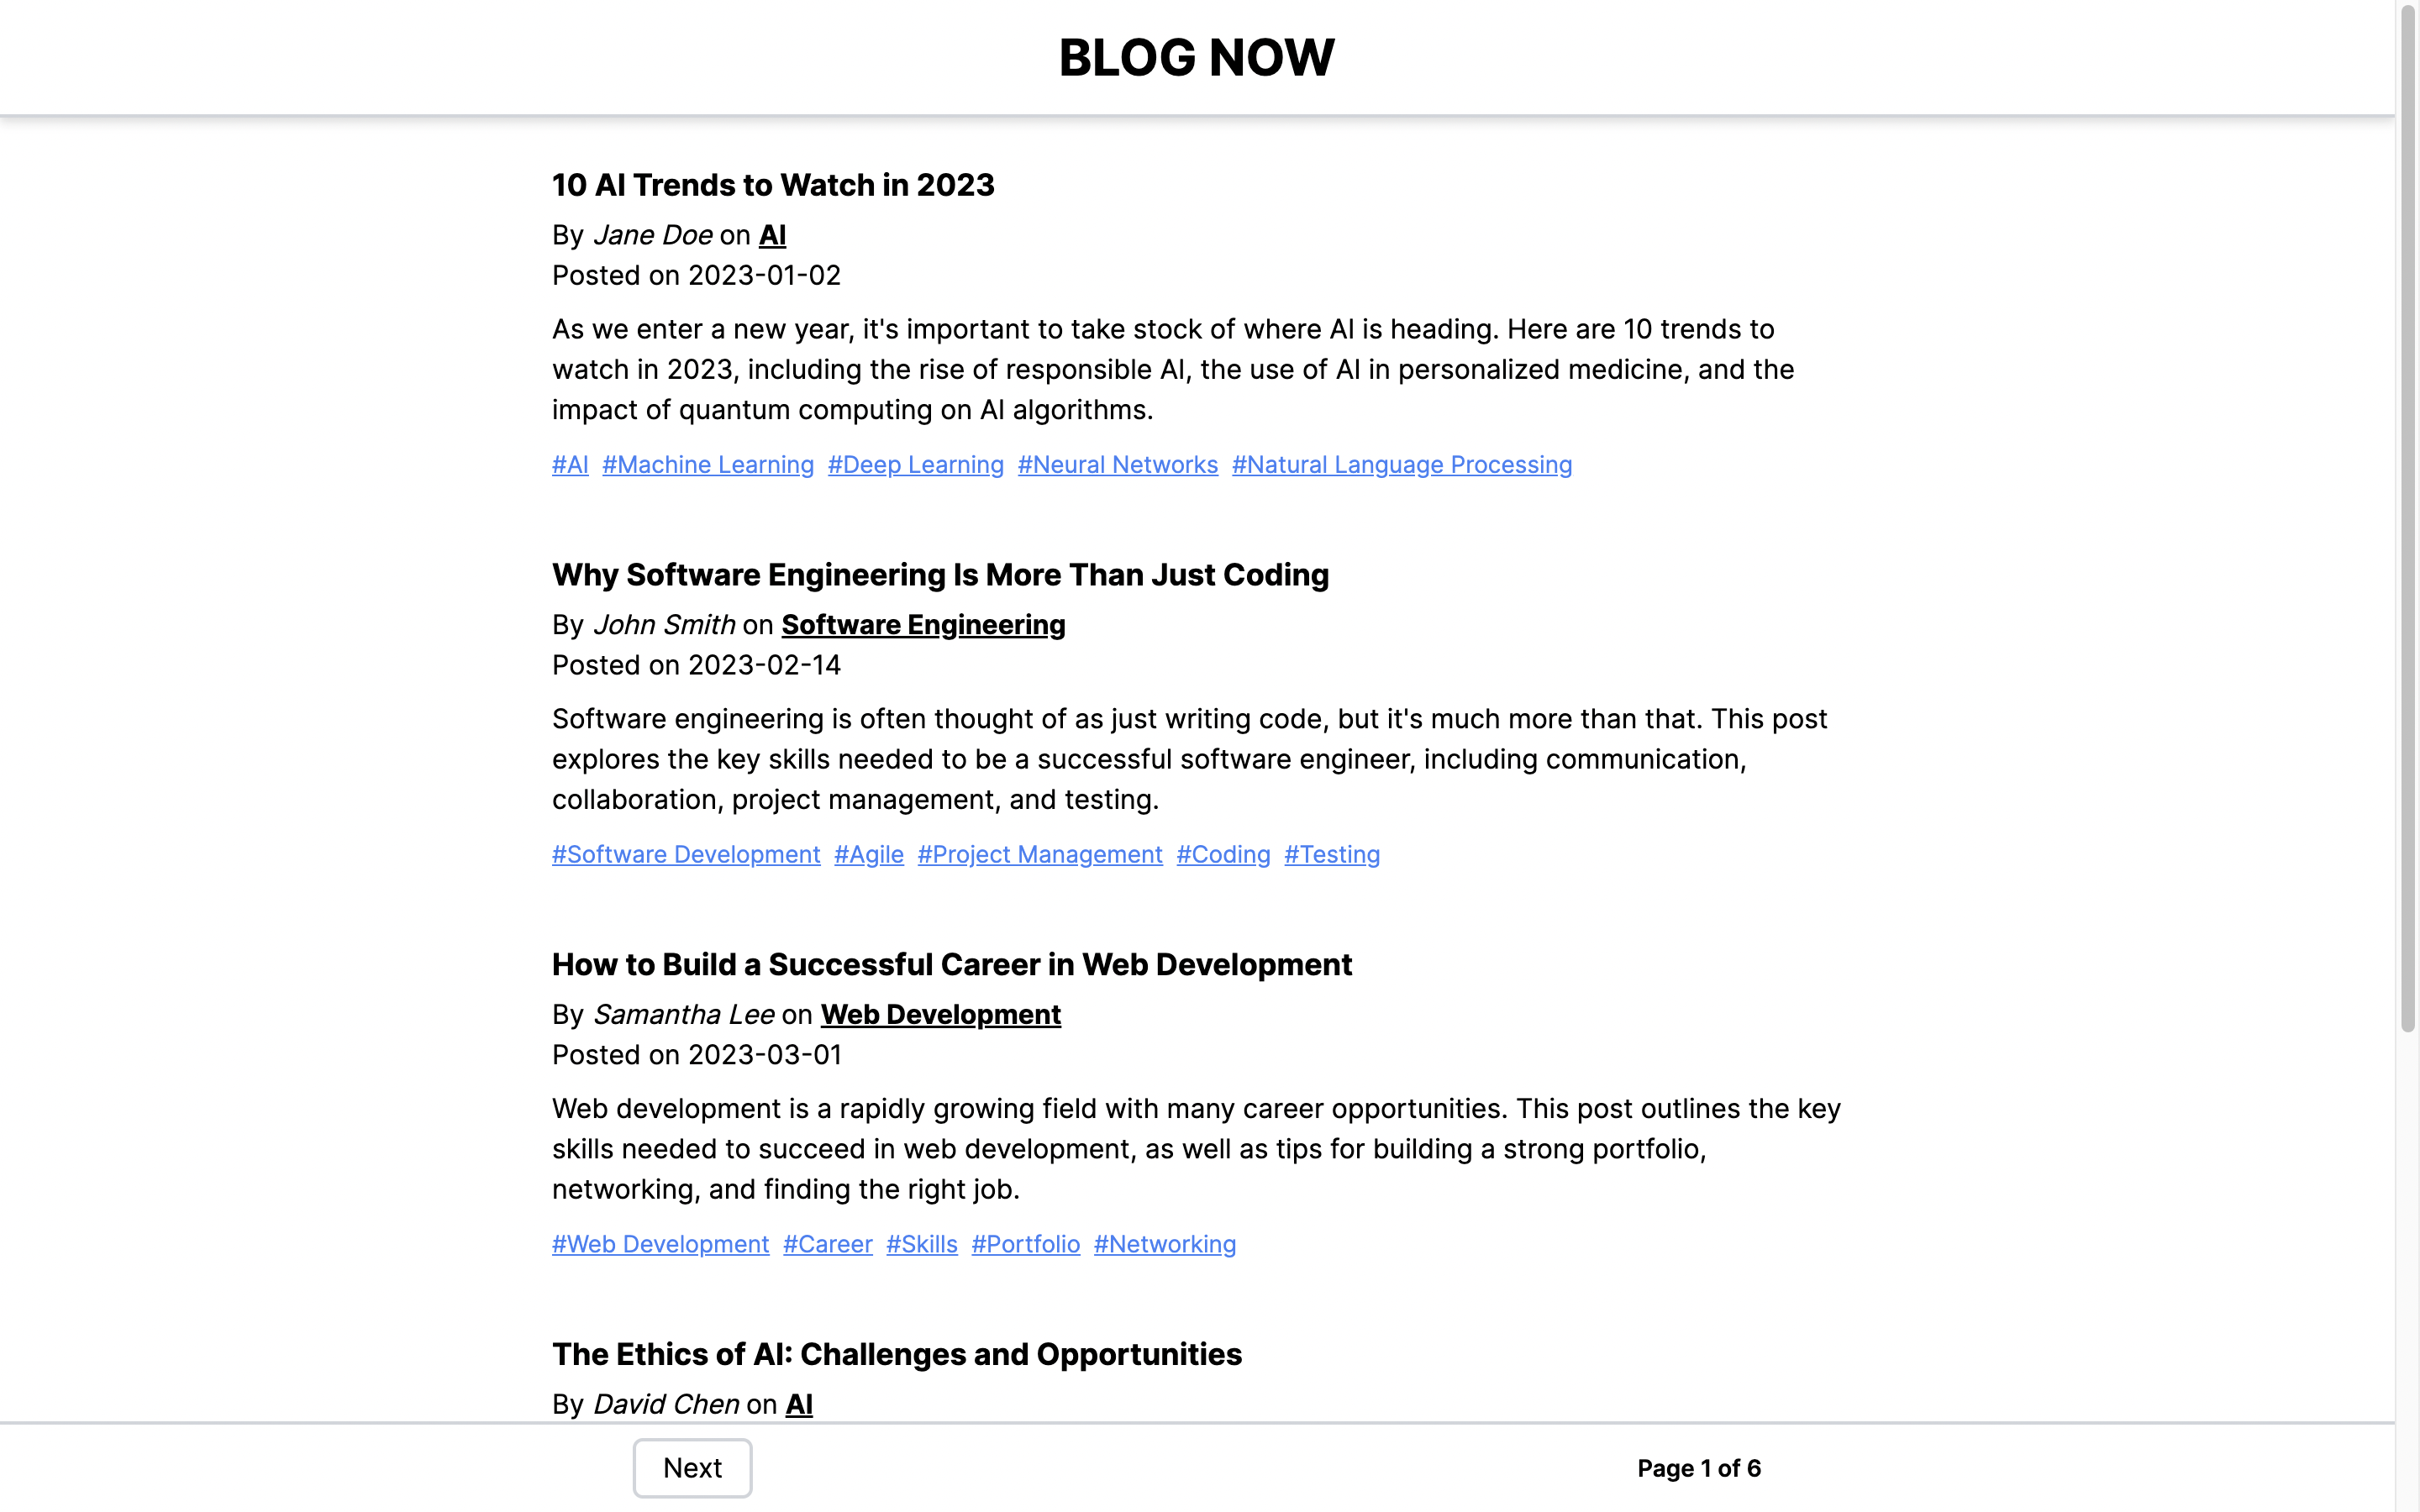 BLOG NOW
10 AI Trends to Watch in 2023
By Jane Doe on AI
Posted on 2023-01-02
As we enter a new year, it's important to take stock of where AI is heading. Here are 10 trends to
watch in 2023, including the rise of responsible AI, the use of AI in personalized medicine, and the
impact of quantum computing on AI algorithms.
#AI #Machine Learning #Deep Learning #Neural Networks #Natural Language Processing
Why Software Engineering Is More Than Just Coding
By John Smith on Software Engineering
Posted on 2023-02-14
Software engineering is often thought of as just writing code, but it's much more than that. This post
explores the key skills needed to be a successful software engineer, including communication,
collaboration, project management, and testing.
#Software Development #Agile #Project Management #Coding #Testing
How to Build a Successful Career in Web Development
By Samantha Lee on Web Development
Posted on 2023-03-01
Web development is a rapidly growing field with many career opportunities. This post outlines the key
skills needed to succeed in web development, as well as tips for building a strong portfolio,
networking, and finding the right job.
#Web Development #Career #Skills #Portfolio #Networking
The Ethics of AI: Challenges and Opportunities
By David Chen on AI
Next
Page 1 of 6